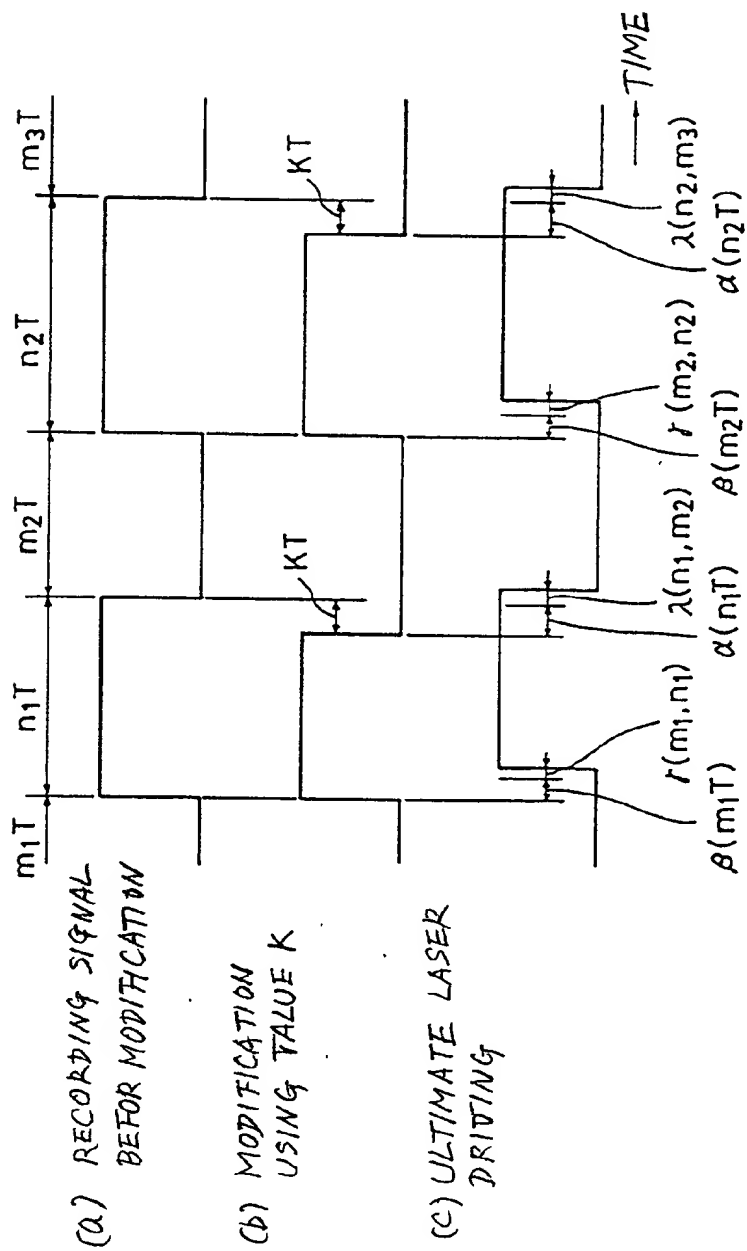 m₁T
n₁T
m₂T
n₂T
m₃T
(a) RECORDING SIGNAL
BEFOR MODIFICATION
KT
KT
(b) MODIFICATION
USING VALUE K
(C) ULTIMATE LASER
DRIVING
TIME
γ(m₁,n₁)
λ(n₁,m₂)
γ(m₂,n₂)
λ(n₂,m₃)
β(m₁T)
α(n₁T)
β(m₂T)
α(n₂T)